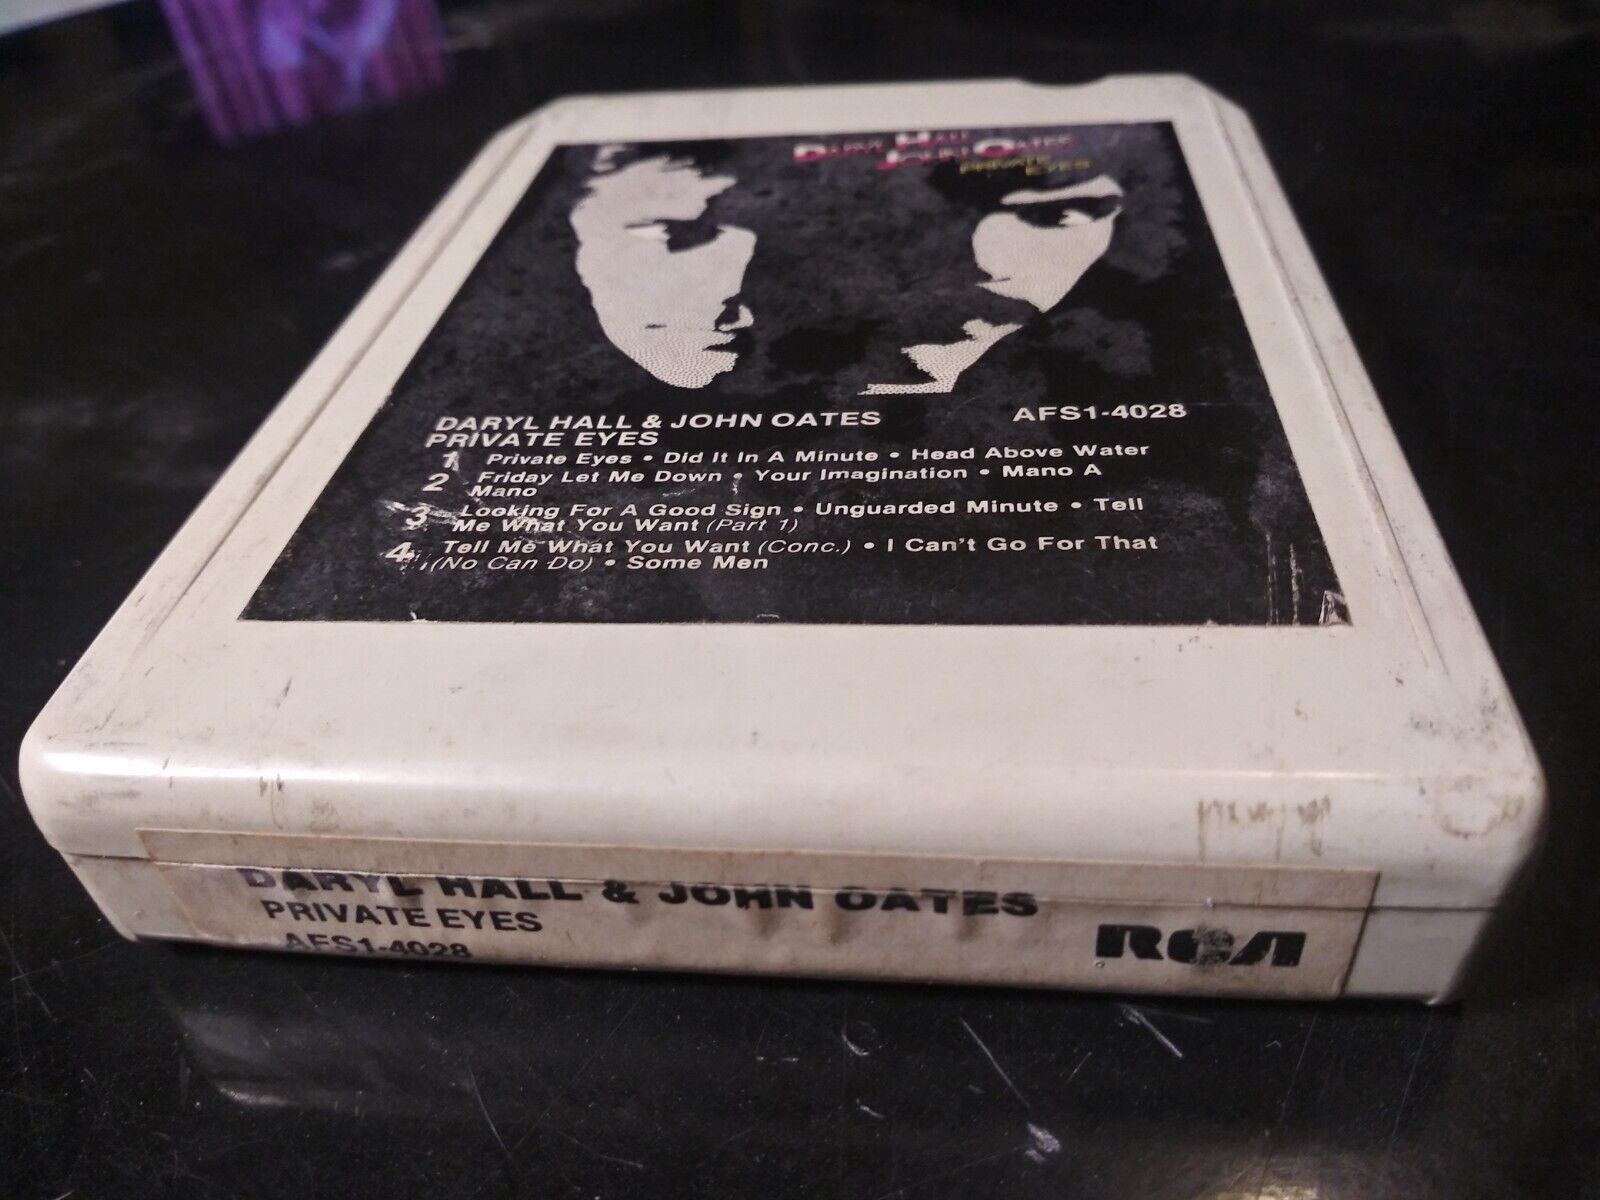 DARYL HALL
JOHN OATES
PRIVATE
EYES
DARYL HALL & JOHN OATES AFS1-4028
PRIVATE EYES
1 Private Eyes • Did It In A Minute • Head Above Water
2 Friday Let Me Down • Your Imagination • Mano A
Mano
3 Looking For A Good Sign • Unguarded Minute • Tell
Me What You Want (Part 1)
4 Tell Me What You Want (Conc.) • I Can't Go For That
(No Can Do) • Some Men
DARYL HALL & JOHN OATES
PRIVATE EYES
AFS1-4028
RCA